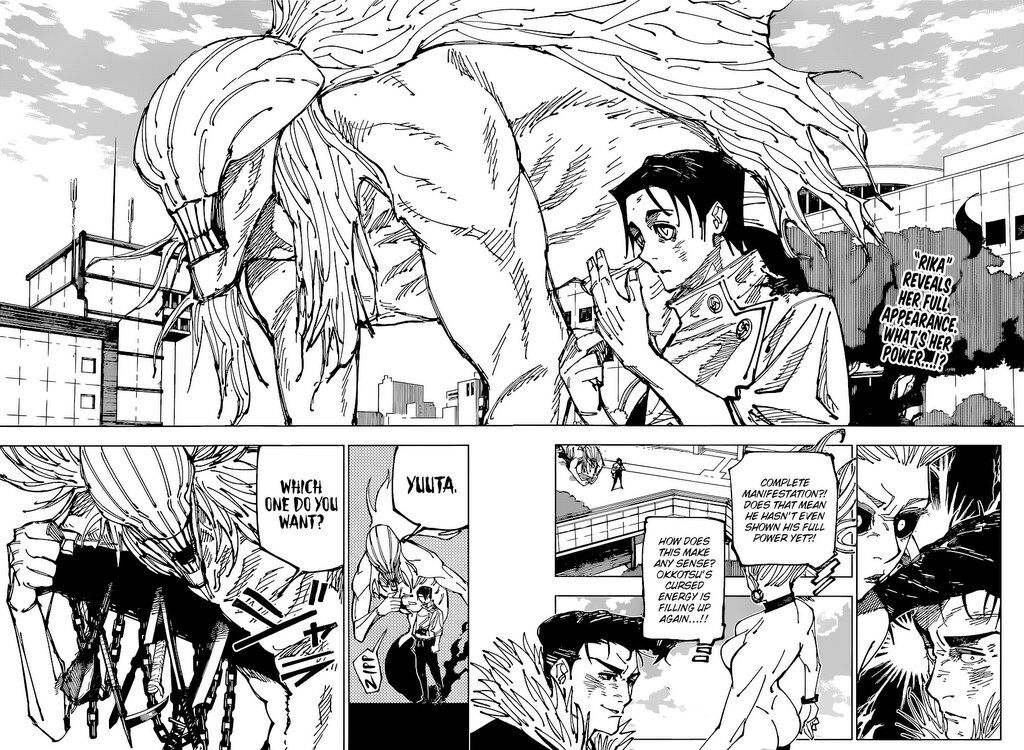 "RIKA"
REVEALS
HER FULL
APPEARANCE.
WHAT'S HER
POWER...!?
COMPLETE
MANIFESTATION?!
DOES THAT MEAN
HE HASN'T EVEN
SHOWN HIS FULL
POWER YET?!
HOW DOES
THIS MAKE
ANY SENSE?
OKKOTSU'S
CURSED
ENERGY IS
FILLING UP
AGAIN...!!
YUUTA.
ZIPP
WHICH
ONE DO YOU
WANT?